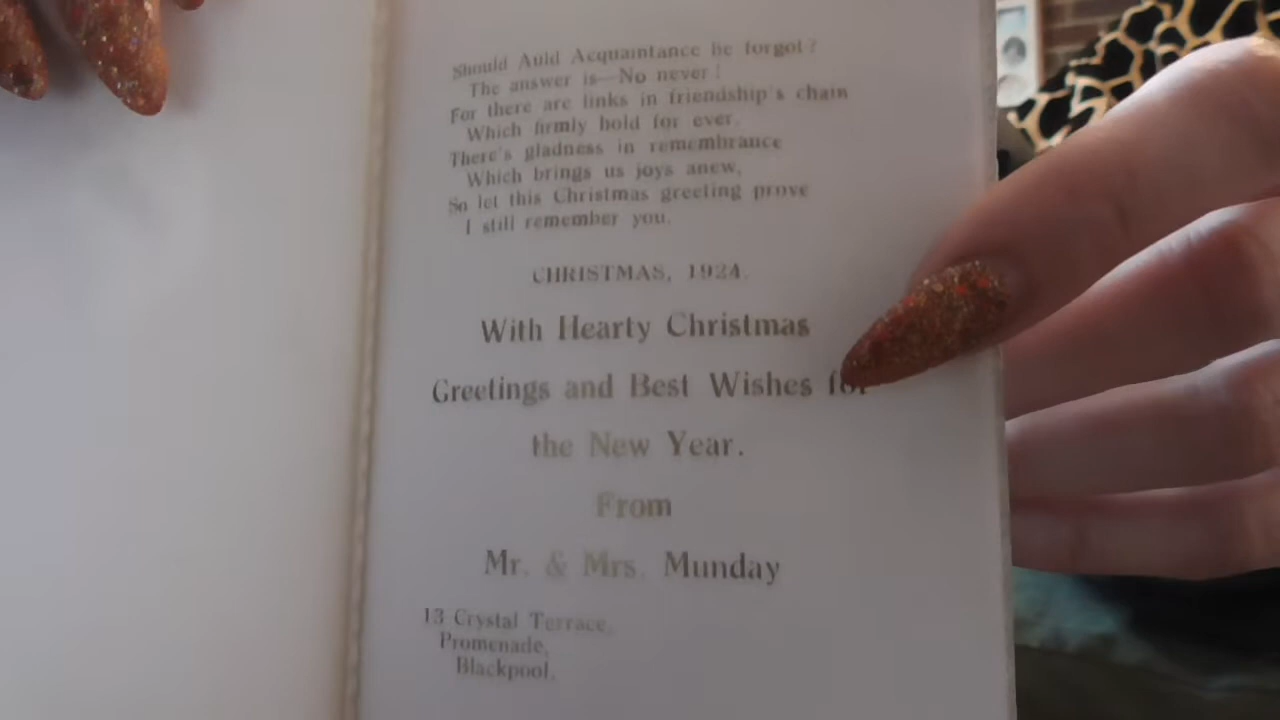 Should Auld Acquaintance be forgot?
The answer is—No never!
For there are links in friendship's chain
Which firmly hold for ever.
There's gladness in remembrance
Which brings us joys anew,
So let this Christmas greeting prove
I still remember you.
CHRISTMAS, 1924.
With Hearty Christmas
Greetings and Best Wishes for
the New Year.
From
Mr. & Mrs. Munday
13 Crystal Terrace,
Promenade,
Blackpool.